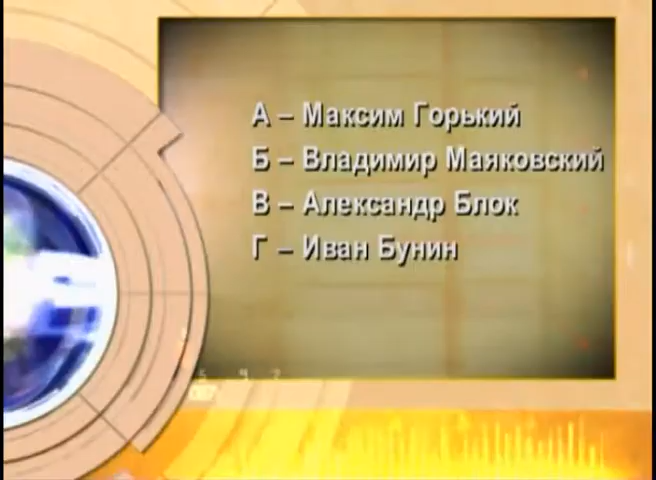 А – Максим Горький
Б – Владимир Маяковский
В – Александр Блок
Г – Иван Бунин